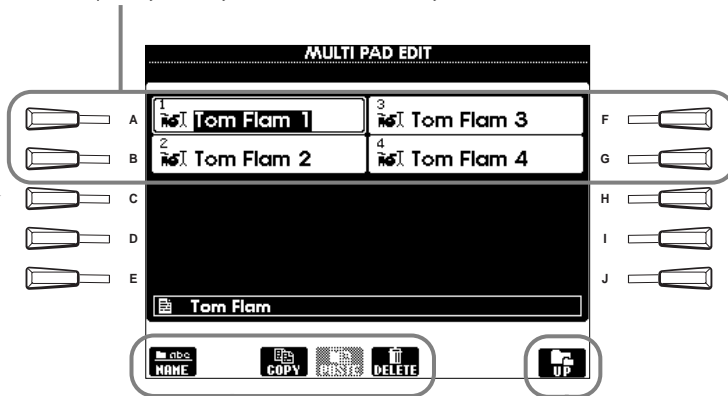 MULTI PAD EDIT
1 Tom Flam 1
3 Tom Flam 3
2 Tom Flam 2
4 Tom Flam 4
A
F
B
G
C
H
D
I
E
J
Tom Flam
abc
NAME
COPY
PASTE
DELETE
UP